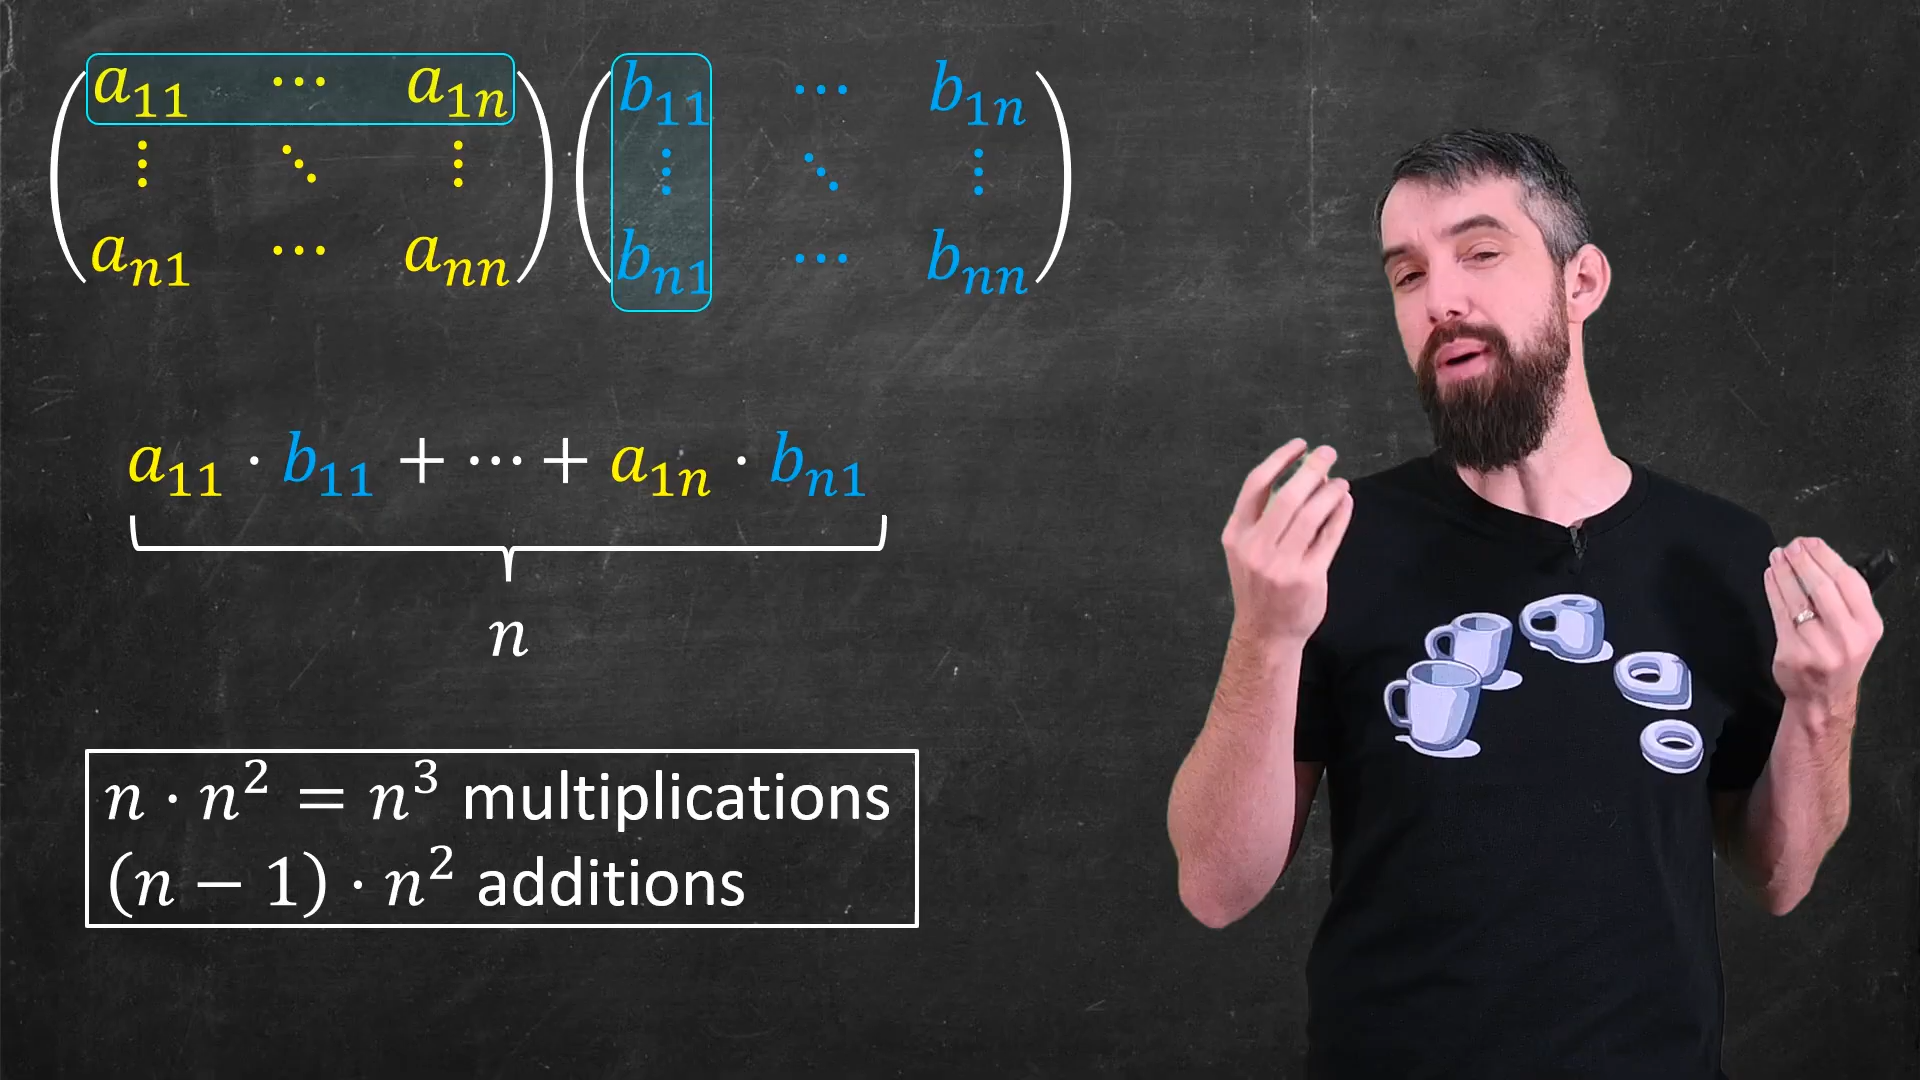 a₁₁ ⋯ a₁ₙ b₁₁ ⋯ b₁ₙ
⋮ ⋱ ⋮ ⋮ ⋱ ⋮
aₙ₁ ⋯ aₙₙ bₙ₁ ⋯ bₙₙ
a₁₁ · b₁₁ + ⋯ + a₁ₙ · bₙ₁
n
n · n² = n³ multiplications
(n − 1) · n² additions